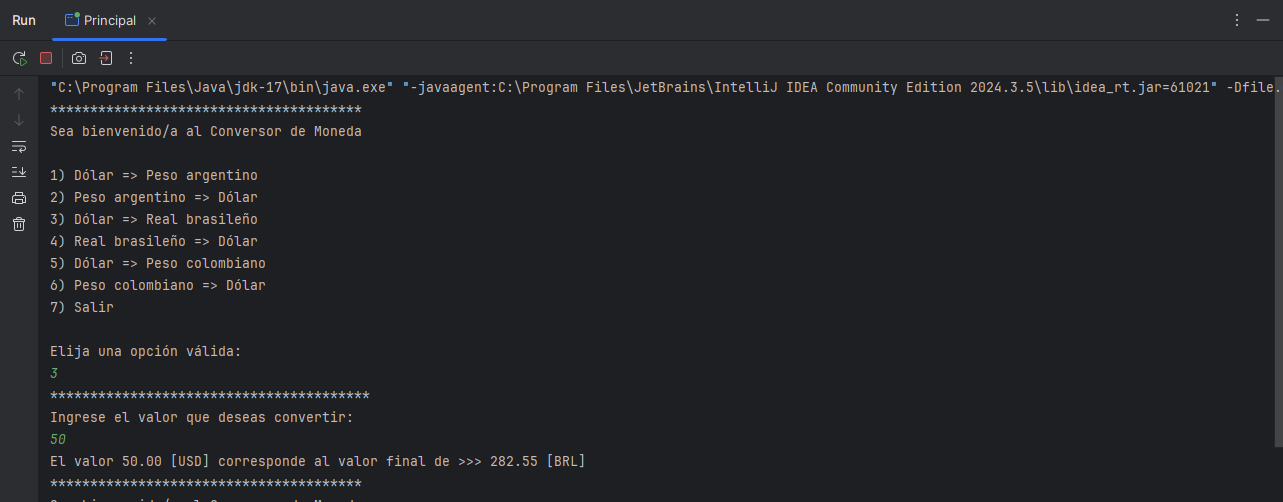 Run Principal
"C:\Program Files\Java\jdk-17\bin\java.exe" "-javaagent:C:\Program Files\JetBrains\IntelliJ IDEA Community Edition 2024.3.5\lib\idea_rt.jar=61021" -Dfile.
***************************************
Sea bienvenido/a al Conversor de Moneda
1) Dólar => Peso argentino
2) Peso argentino => Dólar
3) Dólar => Real brasileño
4) Real brasileño => Dólar
5) Dólar => Peso colombiano
6) Peso colombiano => Dólar
7) Salir
Elija una opción válida:
3
****************************************
Ingrese el valor que deseas convertir:
50
El valor 50.00 [USD] corresponde al valor final de >>> 282.55 [BRL]
***************************************